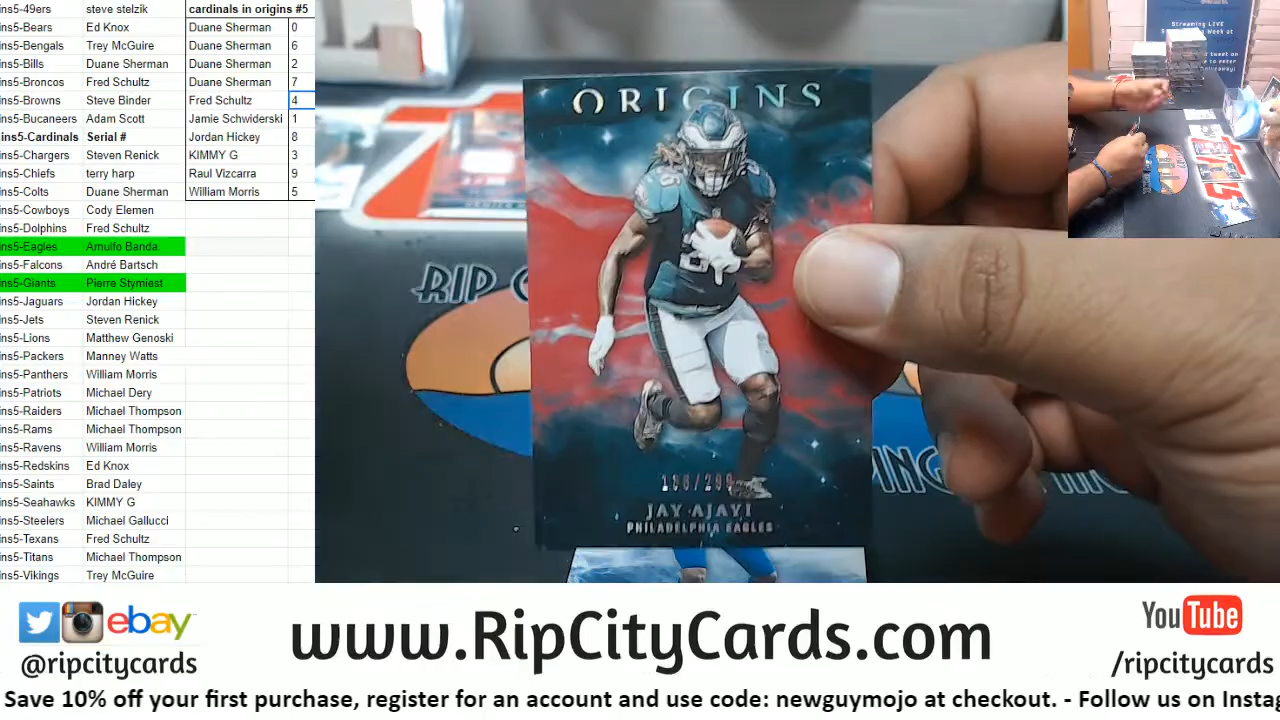 ins5-49ers steve stelzik cardinals in origins #5
ins5-Bears Ed Knox Duane Sherman 0
ins5-Bengals Trey McGuire Duane Sherman 6
ins5-Bills Duane Sherman Duane Sherman 2
ins5-Broncos Fred Schultz Duane Sherman 7
ins5-Browns Steve Binder Fred Schultz 4
ins5-Bucaneers Adam Scott Jamie Schwiderski 1
ins5-Cardinals Serial # Jordan Hickey 8
ins5-Chargers Steven Renick KIMMY G 3
ins5-Chiefs terry harp Raul Vizcarra 9
ins5-Colts Duane Sherman William Morris 5
ins5-Cowboys Cody Elemen
ins5-Dolphins Fred Schultz
ins5-Eagles Arnulfo Banda
ins5-Falcons André Bartsch
ins5-Giants Pierre Stymiest
ins5-Jaguars Jordan Hickey
ins5-Jets Steven Renick
ins5-Lions Matthew Genoski
ins5-Packers Manney Watts
ins5-Panthers William Morris
ins5-Patriots Michael Dery
ins5-Raiders Michael Thompson
ins5-Rams Michael Thompson
ins5-Ravens William Morris
ins5-Redskins Ed Knox
ins5-Saints Brad Daley
ins5-Seahawks KIMMY G
ins5-Steelers Michael Gallucci
ins5-Texans Fred Schultz
ins5-Titans Michael Thompson
ins5-Vikings Trey McGuire
ORIGINS
JAY AJAYI
PHILADELPHIA EAGLES
RIP
Streaming LIVE
ebay
@ripcitycards
www.RipCityCards.com
YouTube
/ripcitycards
Save 10% off your first purchase, register for an account and use code: newguymojo at checkout. - Follow us on Insta